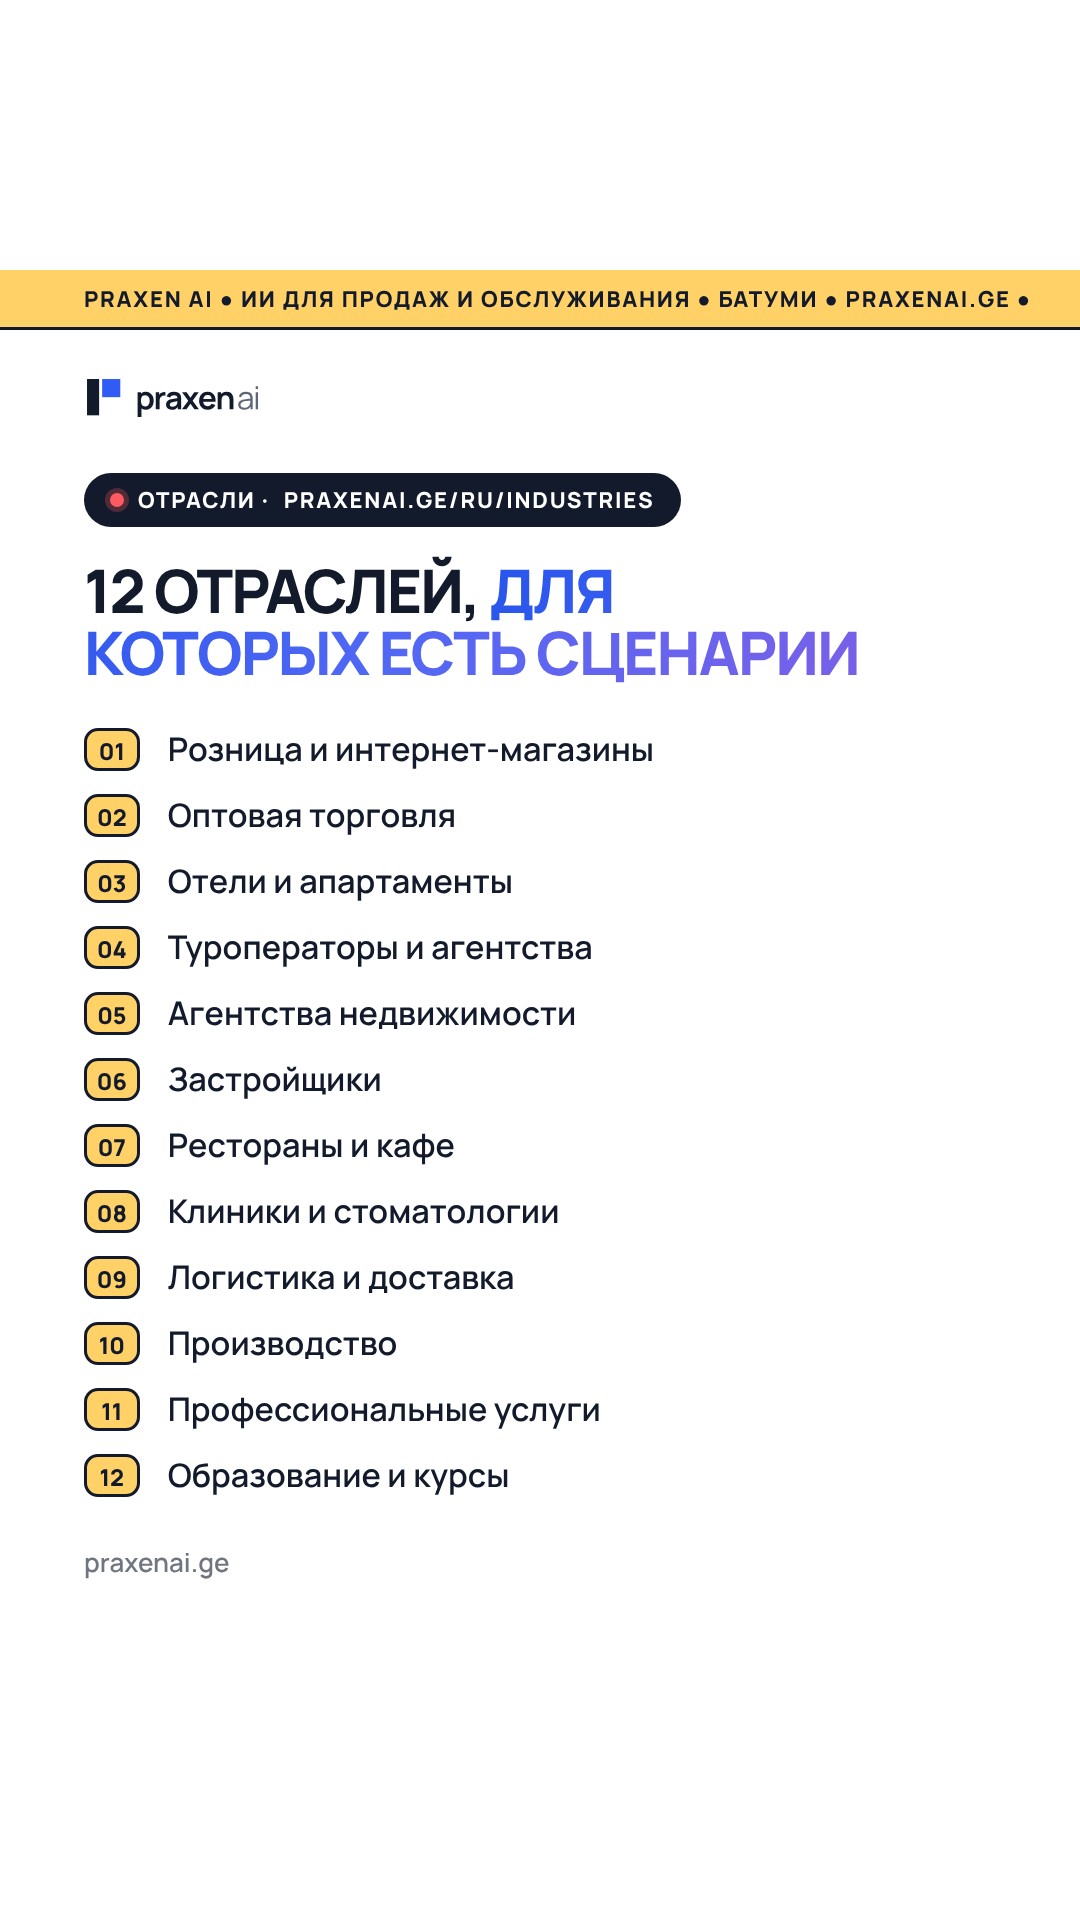 PRAXEN AI ● ИИ ДЛЯ ПРОДАЖ И ОБСЛУЖИВАНИЯ ● БАТУМИ ● PRAXENAI.GE ●
praxen ai
ОТРАСЛИ · PRAXENAI.GE/RU/INDUSTRIES
12 ОТРАСЛЕЙ, ДЛЯ
КОТОРЫХ ЕСТЬ СЦЕНАРИИ
01 Розница и интернет-магазины
02 Оптовая торговля
03 Отели и апартаменты
04 Туроператоры и агентства
05 Агентства недвижимости
06 Застройщики
07 Рестораны и кафе
08 Клиники и стоматологии
09 Логистика и доставка
10 Производство
11 Профессиональные услуги
12 Образование и курсы
praxenai.ge